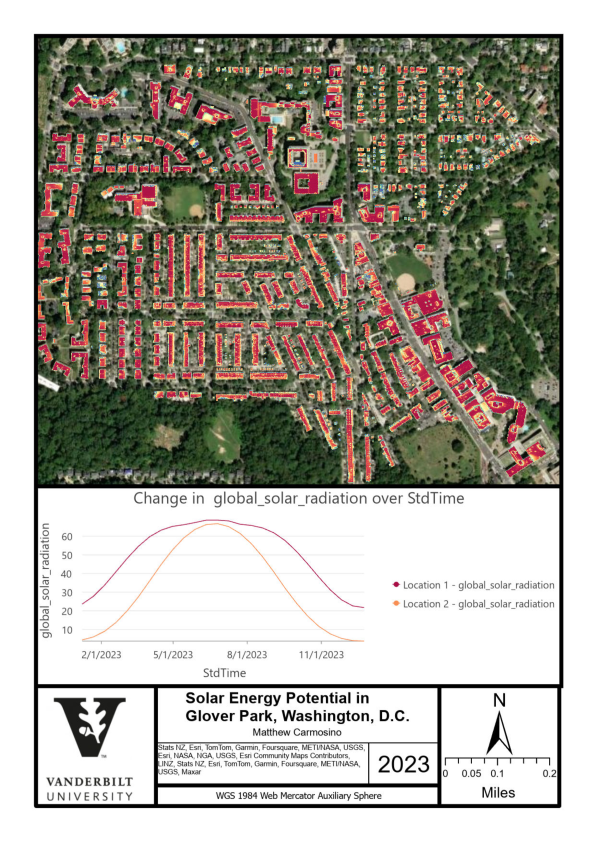 Change in global_solar_radiation over StdTime
global_solar_radiation
60
50
40
30
20
10
2/1/2023
5/1/2023
8/1/2023
11/1/2023
StdTime
Location 1 - global_solar_radiation
Location 2 - global_solar_radiation
V
TM
VANDERBILT
UNIVERSITY
Solar Energy Potential in
Glover Park, Washington, D.C.
Matthew Carmosino
Stats NZ, Esri, TomTom, Garmin, Foursquare, METI/NASA, USGS,
Esri, NASA, NGA, USGS, Esri Community Maps Contributors,
LINZ, Stats NZ, Esri, TomTom, Garmin, Foursquare, METI/NASA,
USGS, Maxar
2023
WGS 1984 Web Mercator Auxiliary Sphere
N
0 0.05 0.1 0.2
Miles